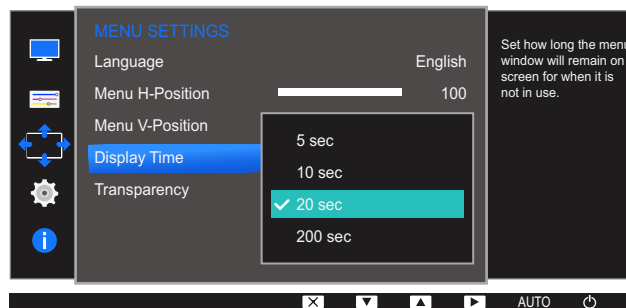 MENU SETTINGS
Language English
Menu H-Position 100
Menu V-Position
Display Time
Transparency
5 sec
10 sec
20 sec
200 sec
Set how long the menu
window will remain on
screen for when it is
not in use.
AUTO